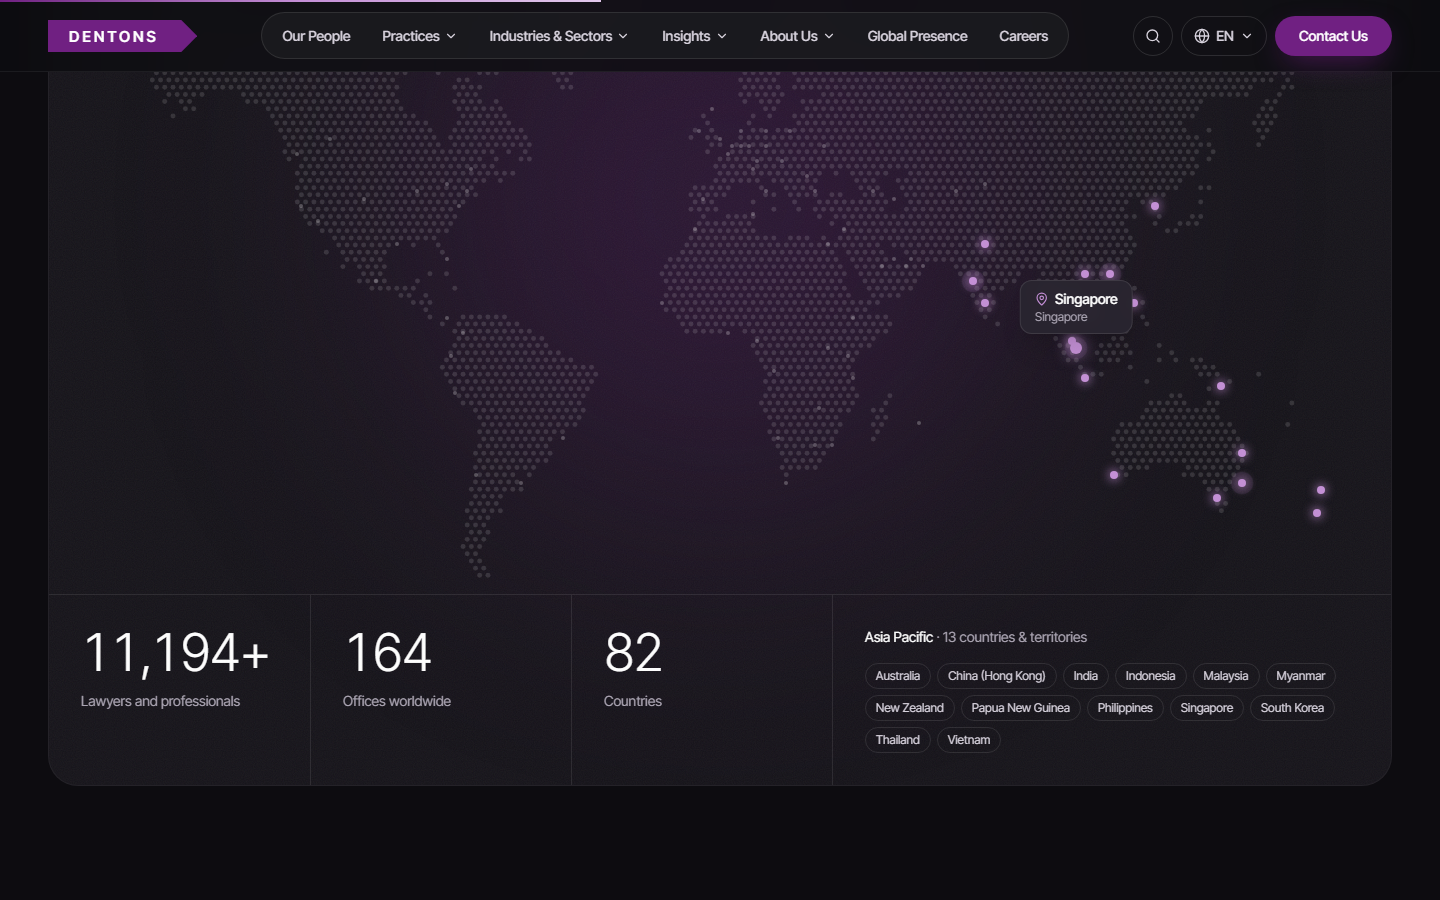 DENTONS
Our People
Practices
Industries & Sectors
Insights
About Us
Global Presence
Careers
EN
Contact Us
Singapore
Singapore
11,194+
Lawyers and professionals
164
Offices worldwide
82
Countries
Asia Pacific · 13 countries & territories
Australia
China (Hong Kong)
India
Indonesia
Malaysia
Myanmar
New Zealand
Papua New Guinea
Philippines
Singapore
South Korea
Thailand
Vietnam